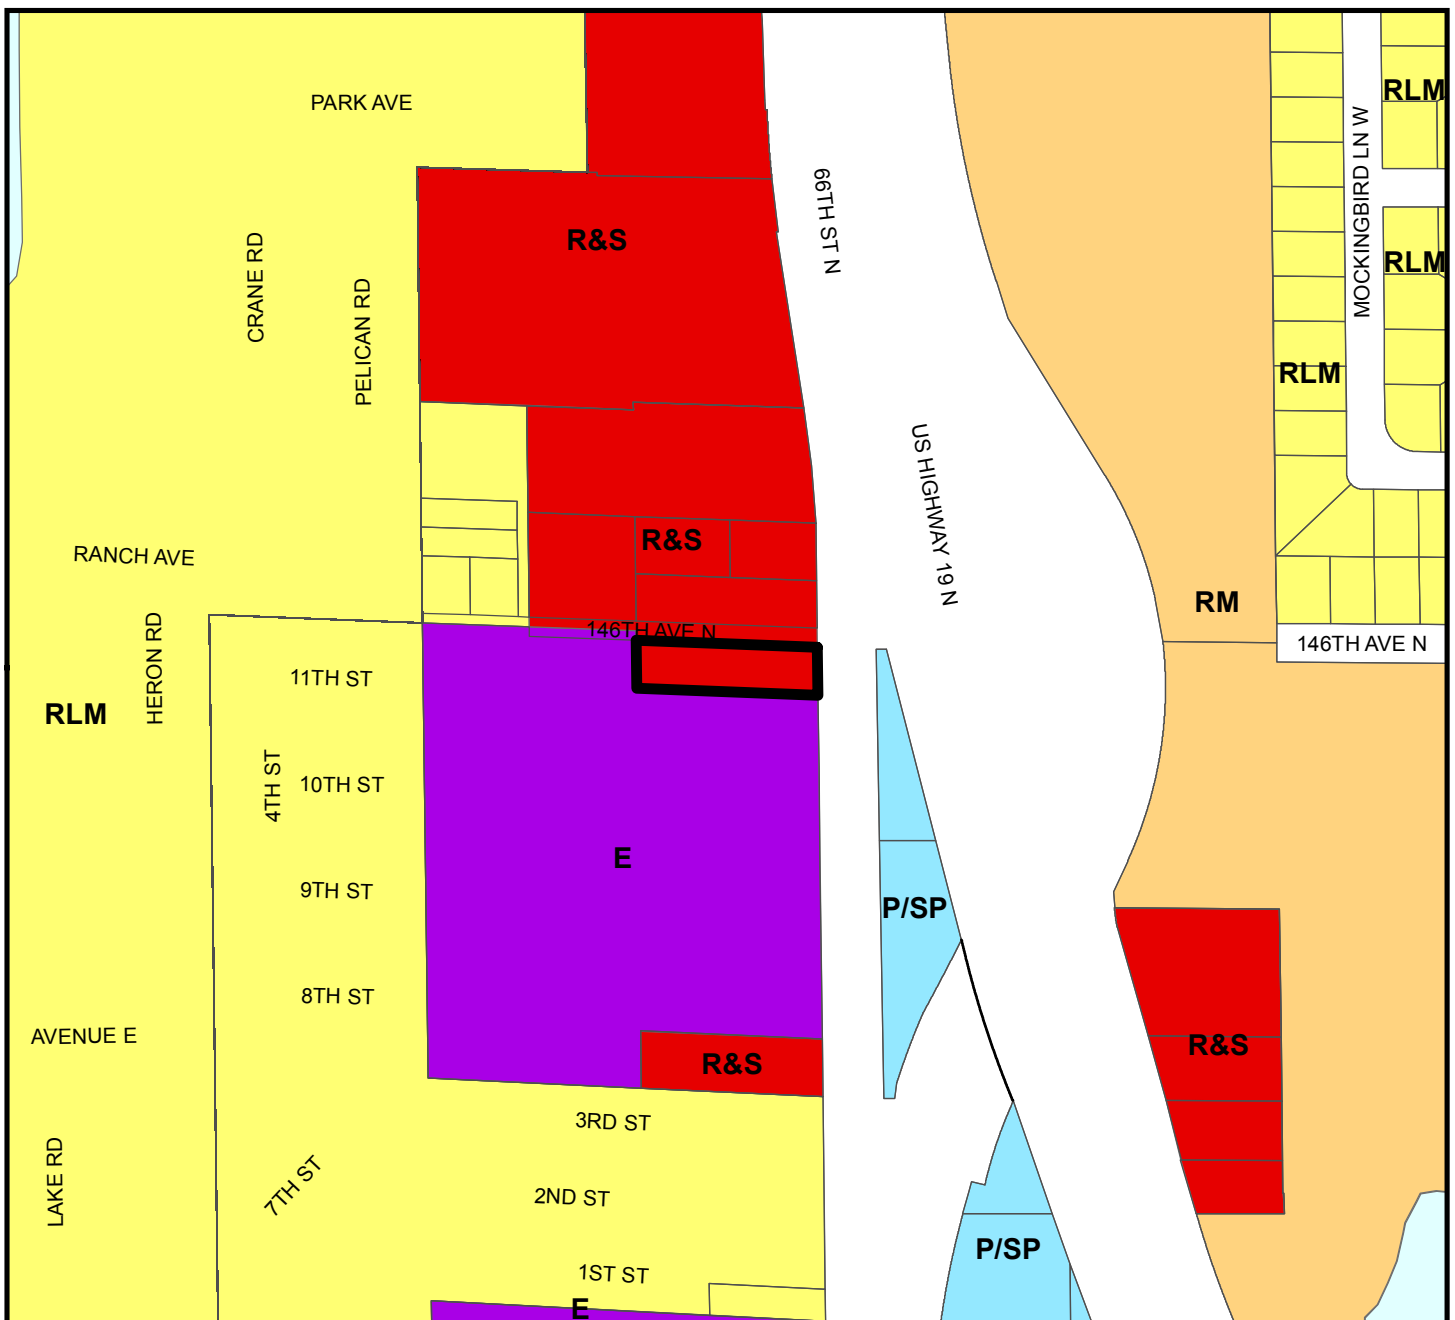 RLM
PARK AVE
MOCKINGBIRD LN W
66TH ST N
R&S
CRANE RD
RLM
PELICAN RD
RLM
US HIGHWAY 19 N
R&S
RANCH AVE
RM
146TH AVE N
146TH AVE N
HERON RD
11TH ST
RLM
4TH ST
10TH ST
E
9TH ST
P/SP
8TH ST
AVENUE E
R&S
R&S
3RD ST
LAKE RD
7TH ST
2ND ST
P/SP
1ST ST
E